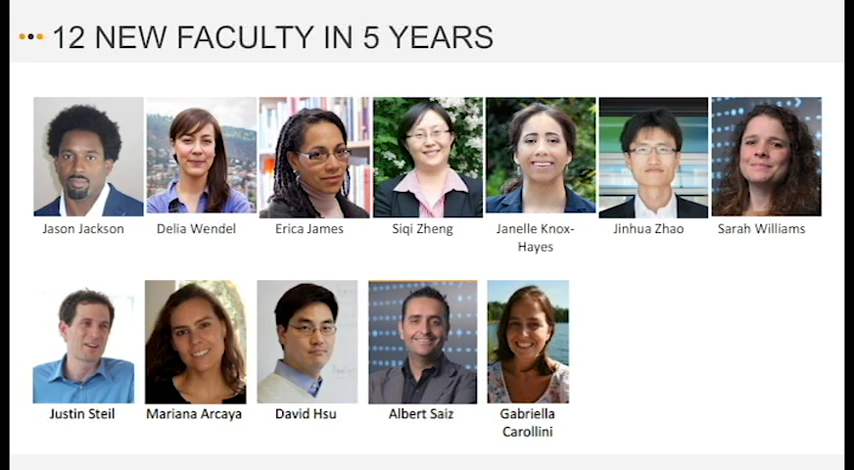 12 NEW FACULTY IN 5 YEARS
Jason Jackson
Delia Wendel
Erica James
Siqi Zheng
Janelle Knox-
Hayes
Jinhua Zhao
Sarah Williams
Justin Steil
Mariana Arcaya
David Hsu
Albert Saiz
Gabriella
Carollini